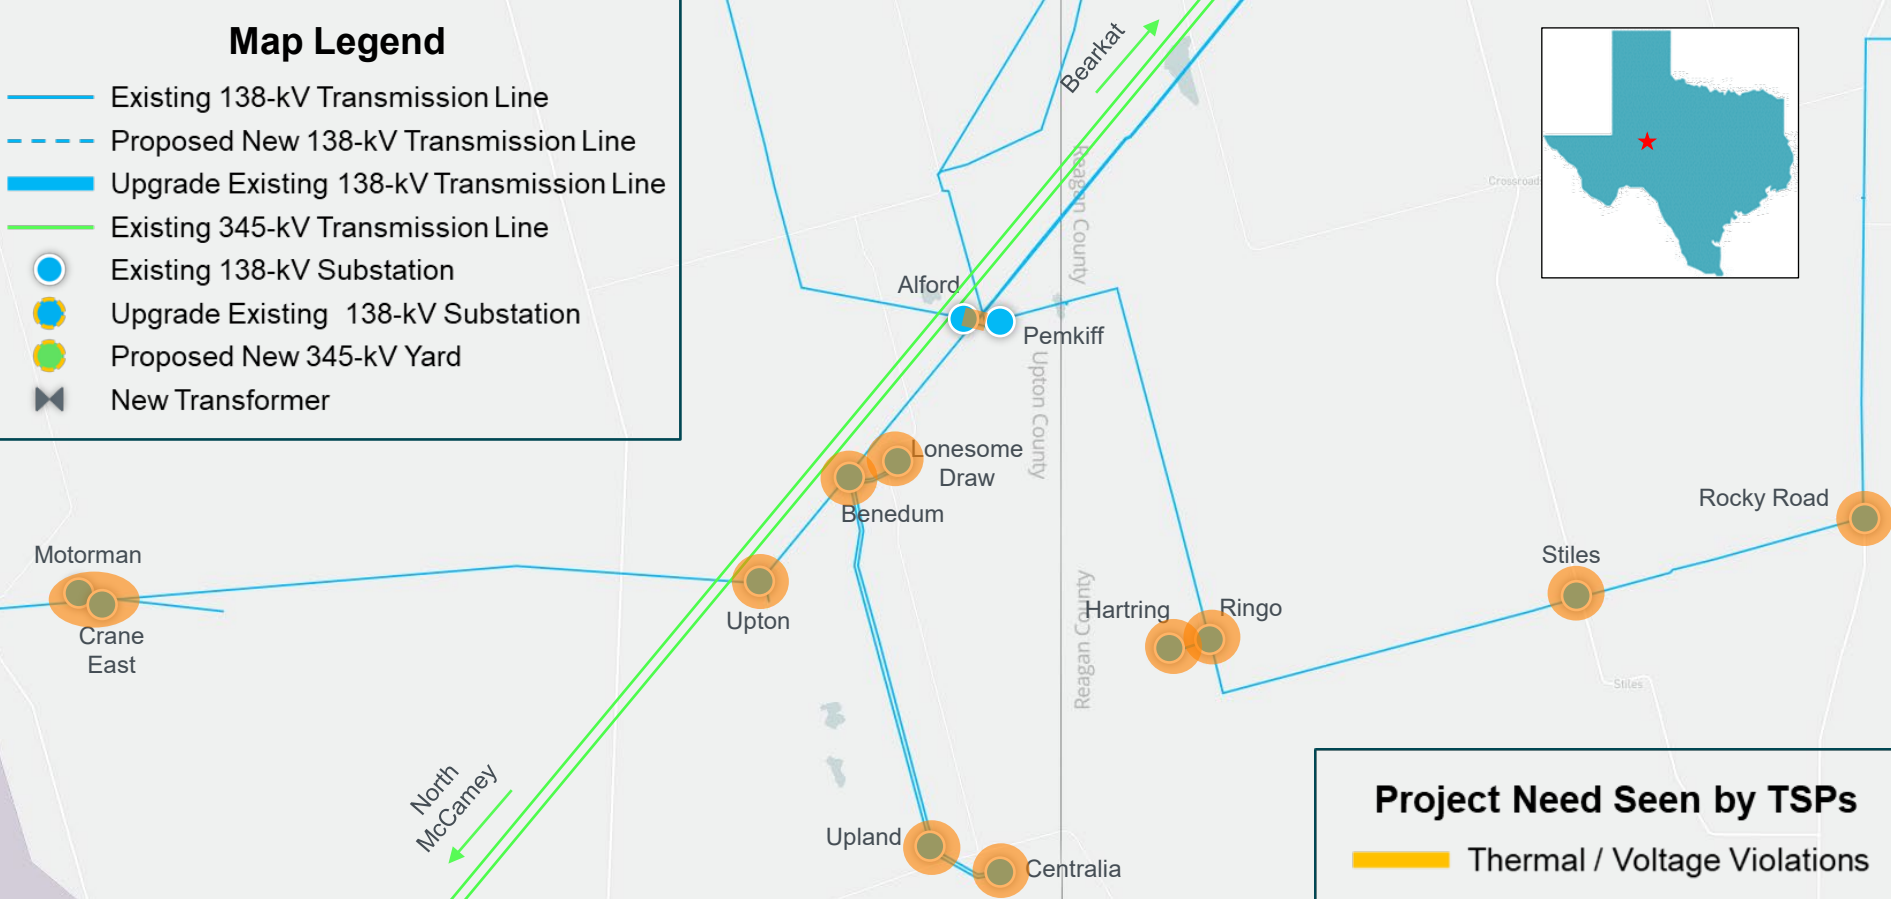 Map Legend
Existing 138-kV Transmission Line
Proposed New 138-kV Transmission Line
Upgrade Existing 138-kV Transmission Line
Existing 345-kV Transmission Line
Existing 138-kV Substation
Upgrade Existing 138-kV Substation
Proposed New 345-kV Yard
New Transformer
Bearkat
Reagan County
Crossroads
Alford
Pemkiff
Upton County
Lonesome
Draw
Benedum
Rocky Road
Motorman
Stiles
Crane
East
Upton
Hartring
Ringo
Reagan County
Stiles
North
McCamey
Upland
Centralia
Project Need Seen by TSPs
Thermal / Voltage Violations